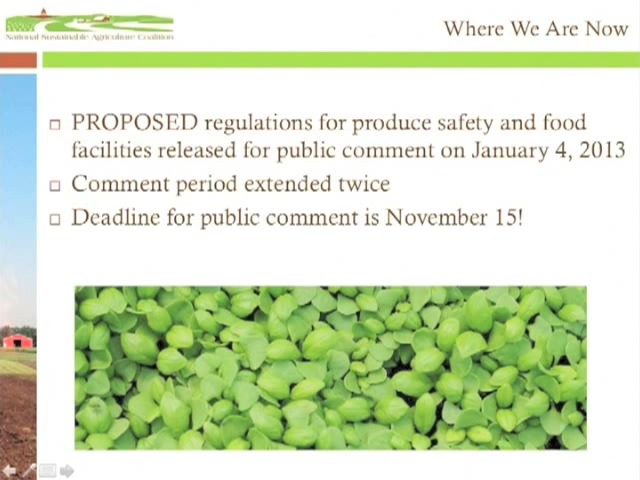 National Sustainable Agriculture Coalition
Where We Are Now
PROPOSED regulations for produce safety and food
facilities released for public comment on January 4, 2013
Comment period extended twice
Deadline for public comment is November 15!